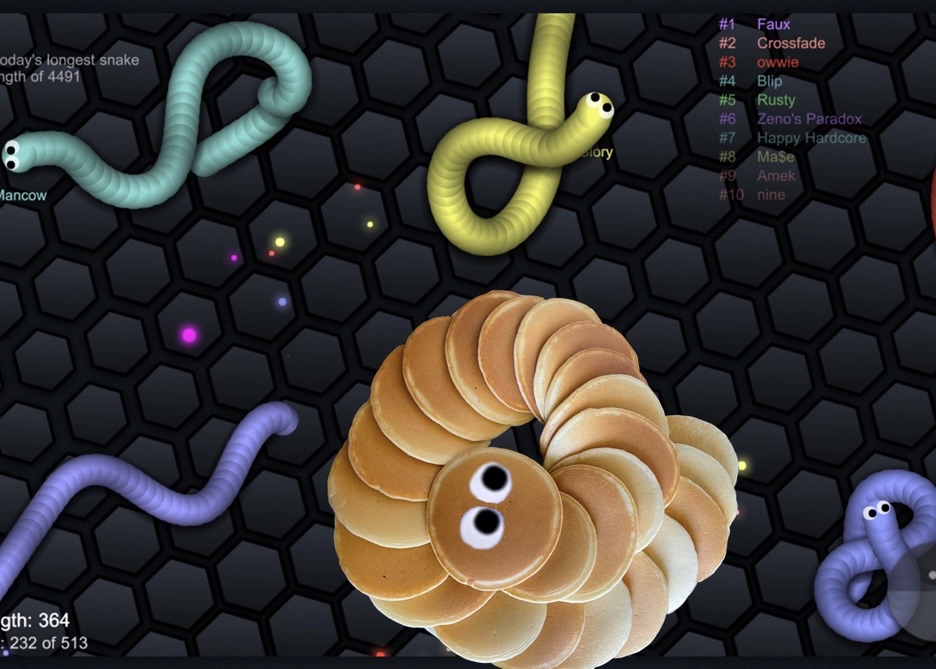 oday's longest snake
ngth of 4491
Mancow
lory
#1 Faux
#2 Crossfade
#3 owwie
#4 Blip
#5 Rusty
#6 Zeno's Paradox
#7 Happy Hardcore
#8 Ma$e
#9 Amek
#10 nine
gth: 364
: 232 of 513